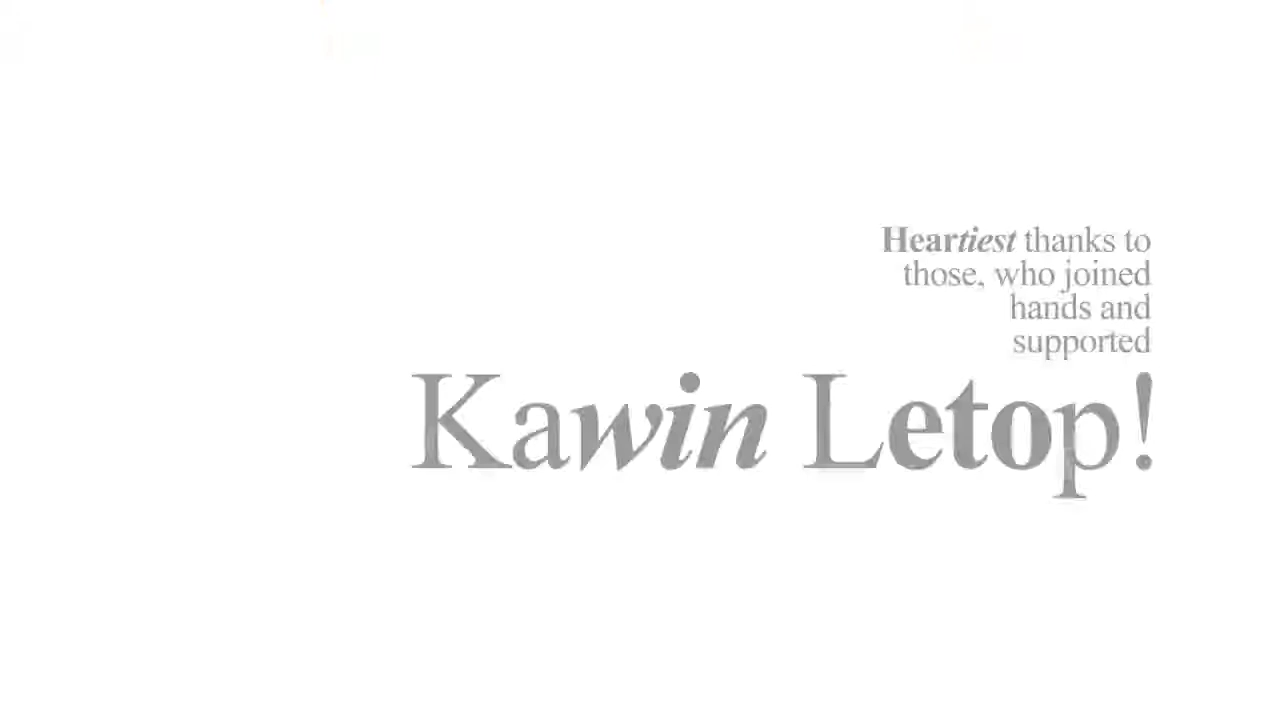 Heartiest thanks to
those, who joined
hands and
supported
Kawin Letop!